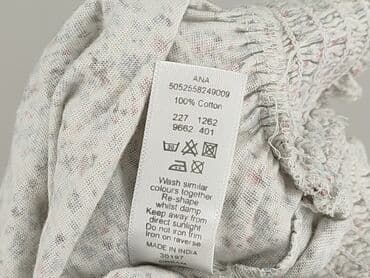 ANA
5052558249009
100% Cotton
227 1262
9662 401
Wash similar
colours together
Re-shape
whilst damp
Keep away from
direct sunlight
Do not iron trim
Iron on reverse
MADE IN INDIA